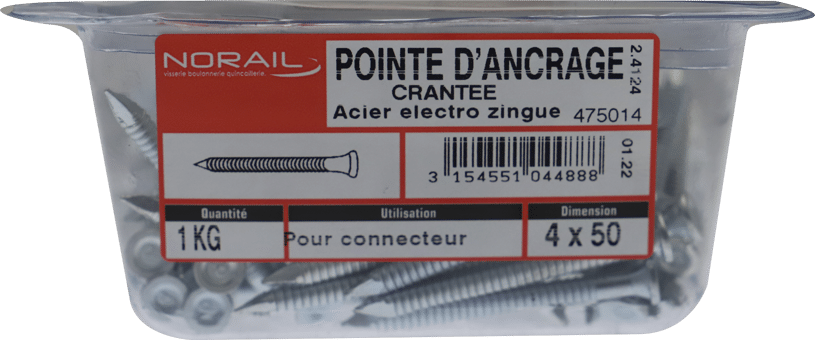 NORAIL
visserie boulonnerie quincaillerie
POINTE D'ANCRAGE
CRANTEE
Acier electro zingue 475014
2.4124
3 154551 044888
01.22
Quantité
1 KG
Utilisation
Pour connecteur
Dimension
4 x 50